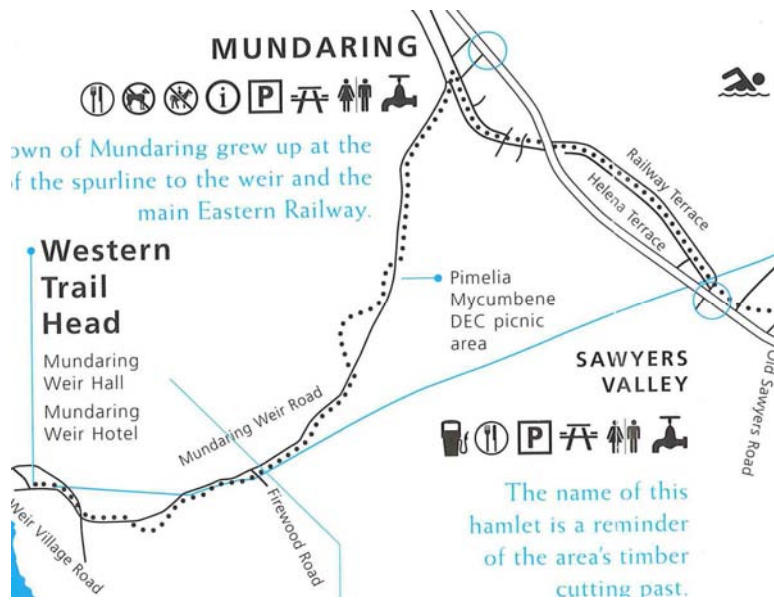 MUNDARING
P
own of Mundaring grew up at the
of the spurline to the weir and the
main Eastern Railway.
Western
Trail
Head
Mundaring
Weir Hall
Mundaring
Weir Hotel
Railway Terrace
Helena Terrace
Pimelia
Mycumbene
DEC picnic
area
SAWYERS
VALLEY
P
Old Sawyers Road
Mundaring Weir Road
Firewood Road
Weir Village Road
The name of this
hamlet is a reminder
of the area's timber
cutting past.